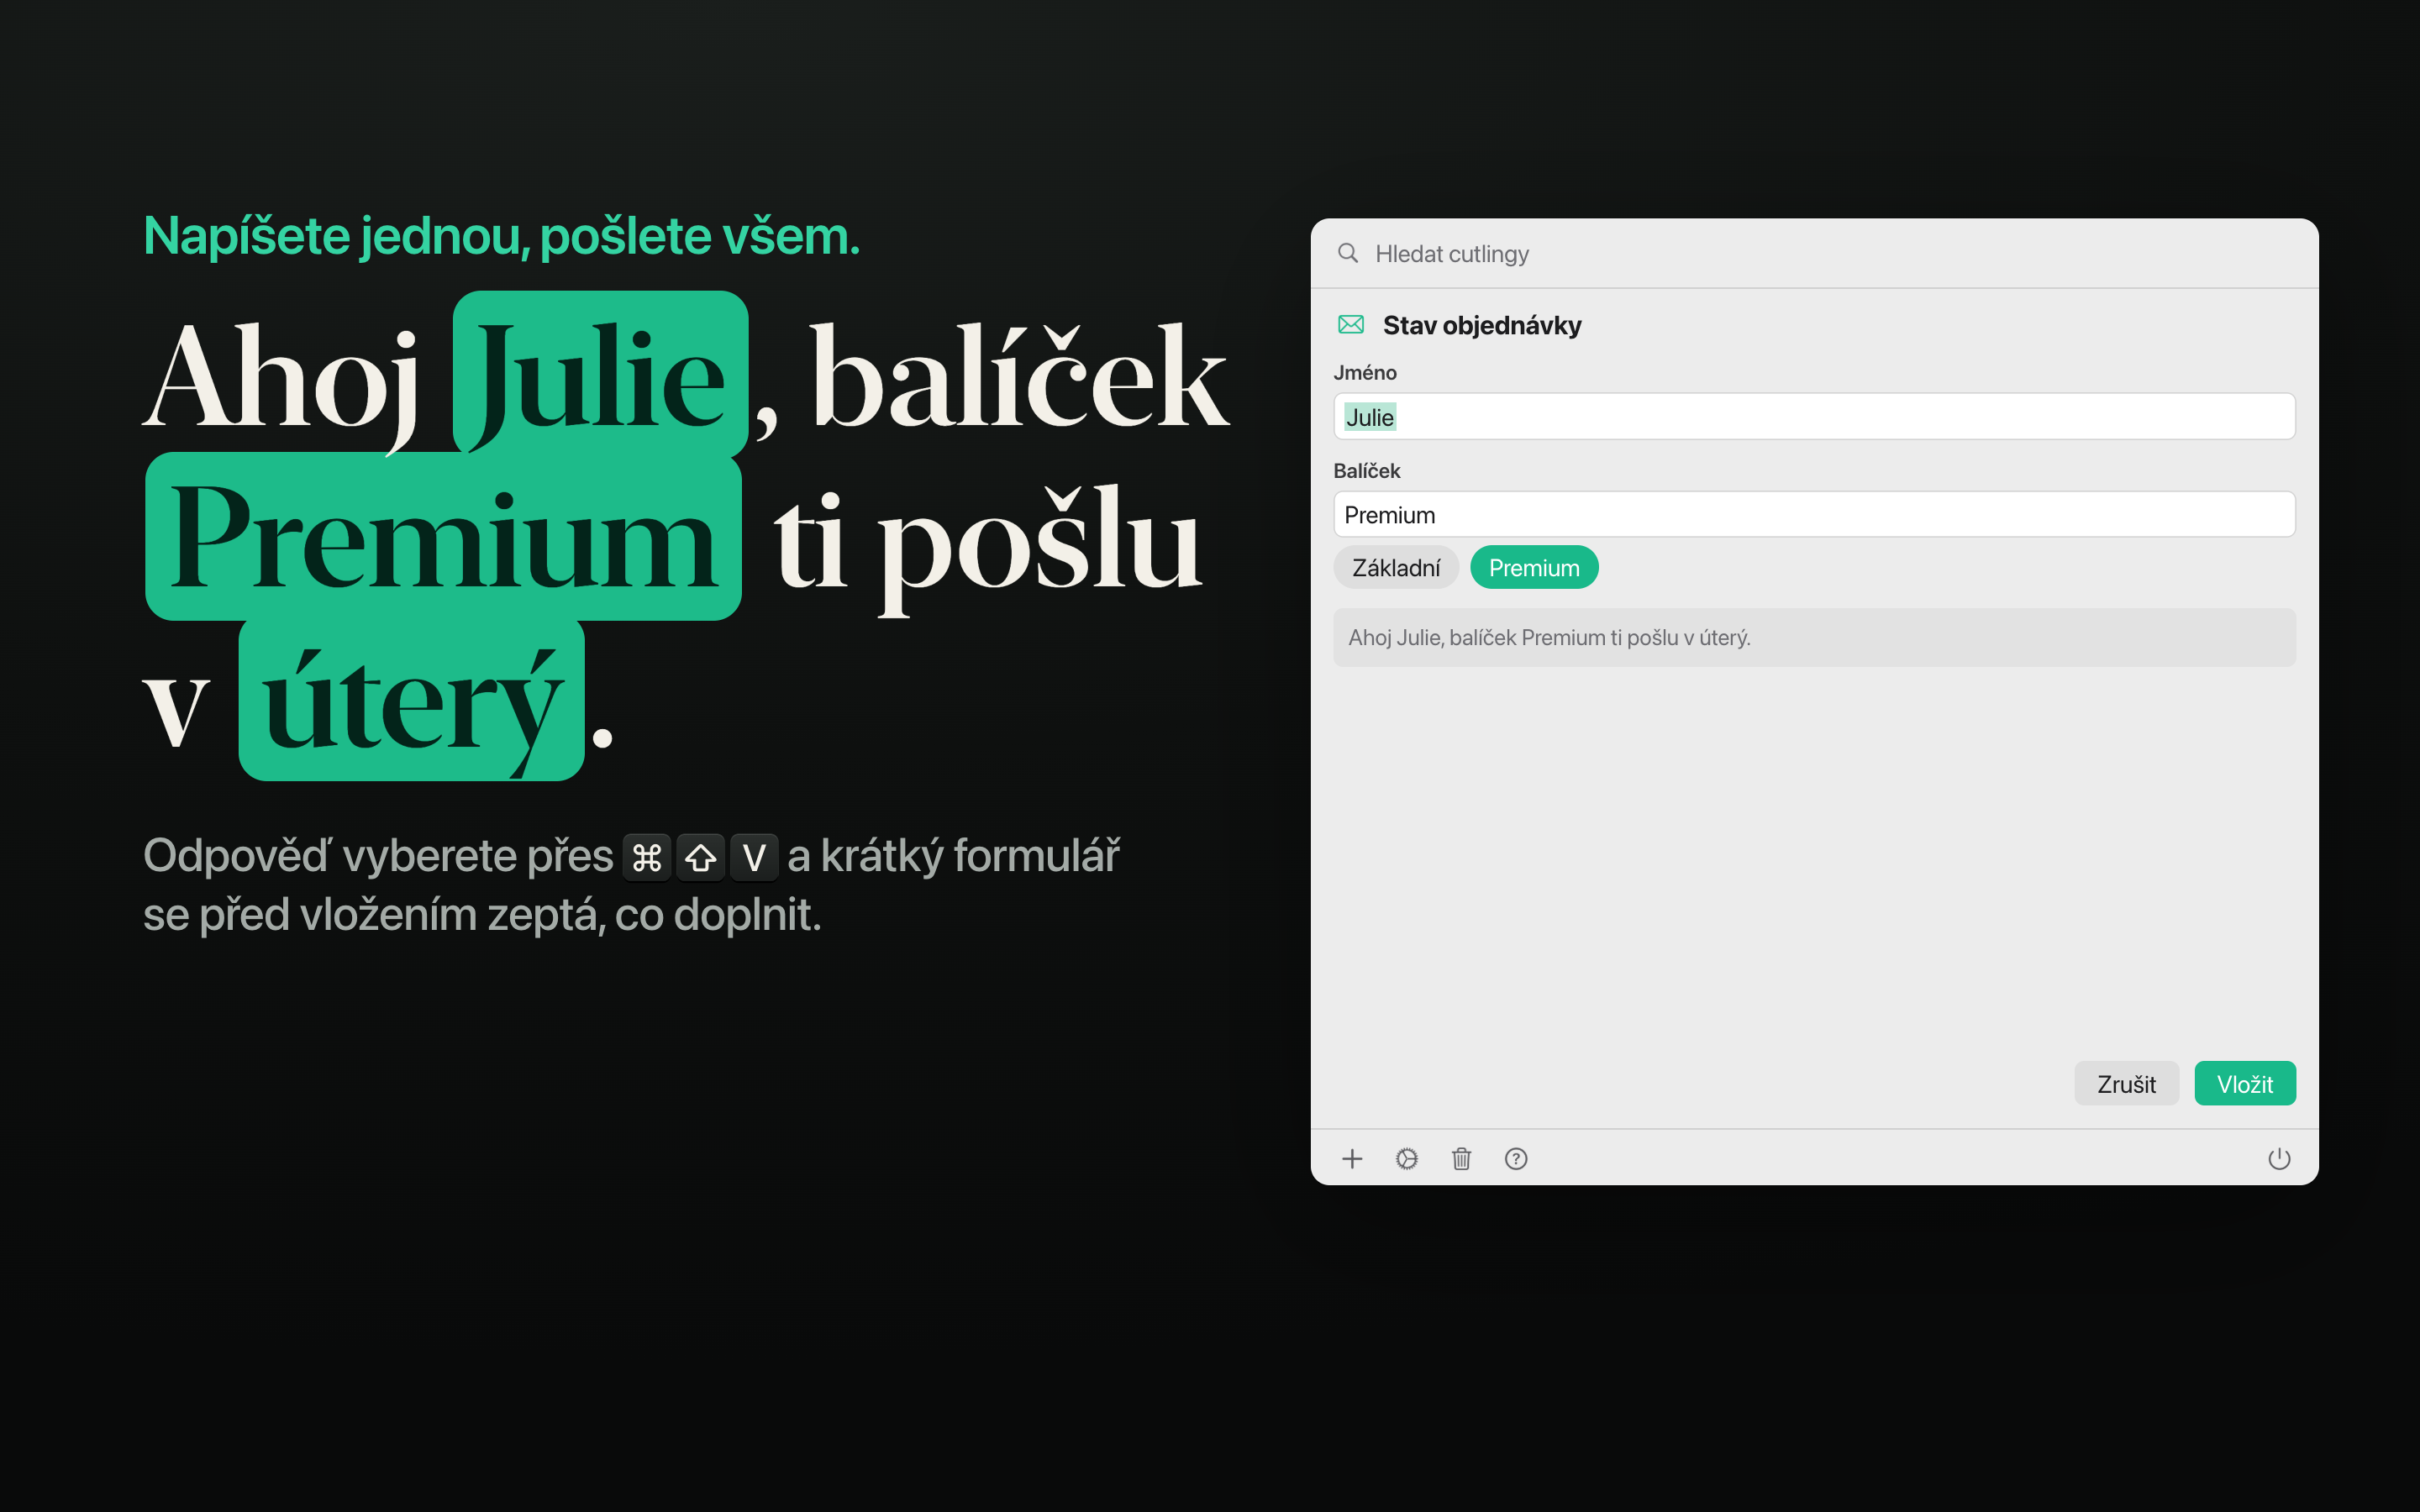 Napíšete jednou, pošlete všem.
Ahoj Julie, balíček
Premium ti pošlu
v úterý.
Odpověď vyberete přes ⌘ ⇧ V a krátký formulář
se před vložením zeptá, co doplnit.
Hledat cutlingy
Stav objednávky
Jméno
Julie
Balíček
Premium
Základní Premium
Ahoj Julie, balíček Premium ti pošlu v úterý.
Zrušit Vložit